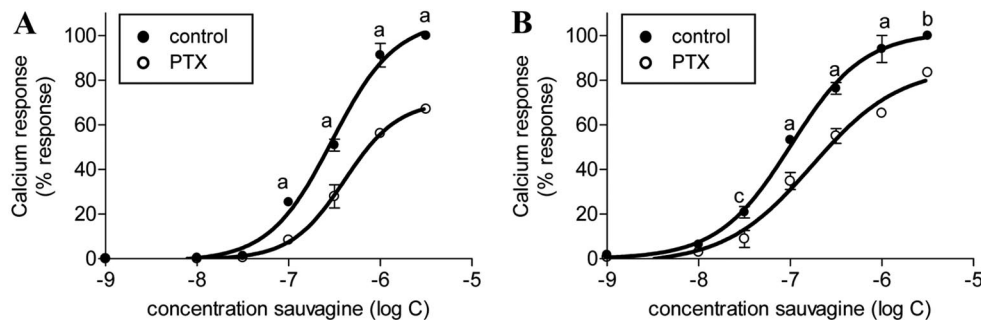 A
control
PTX
a
a
a
a
100
80
60
40
20
0
Calcium response
(% response)
-9
-8
-7
-6
-5
concentration sauvagine (log C)
B
control
PTX
c
a
a
a
b
100
80
60
40
20
0
Calcium response
(% response)
-9
-8
-7
-6
-5
concentration sauvagine (log C)